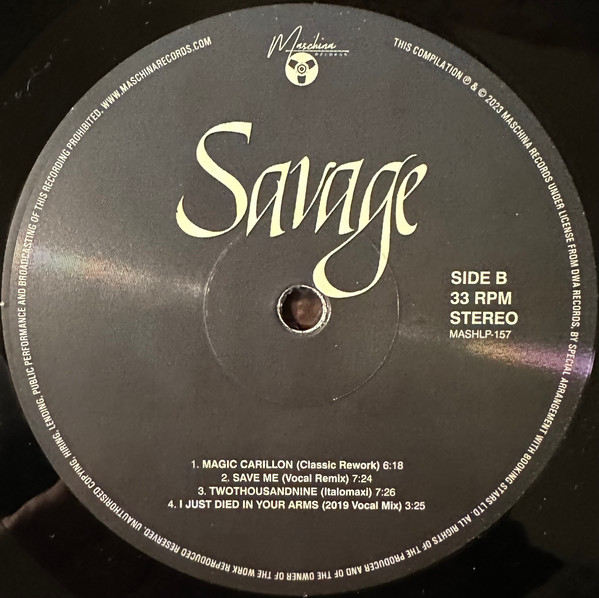 Maschina
RECORDS
Savage
SIDE B
33 RPM
STEREO
MASHLP-157
1. MAGIC CARILLON (Classic Rework) 6:18
2. SAVE ME (Vocal Remix) 7:24
3. TWOTHOUSANDNINE (Italomaxi) 7:26
4. I JUST DIED IN YOUR ARMS (2019 Vocal Mix) 3:25
THIS COMPILATION ℗ & © 2023 MASCHINA RECORDS UNDER LICENSE FROM DWA RECORDS, BY SPECIAL ARRANGEMENT WITH BOOKING STARS LTD. ALL RIGHTS OF THE PRODUCER AND OF THE OWNER OF THE WORK REPRODUCED RESERVED. UNAUTHORISED COPYING, HIRING, LENDING, PUBLIC PERFORMANCE AND BROADCASTING OF THIS RECORDING PROHIBITED. WWW.MASCHINARECORDS.COM